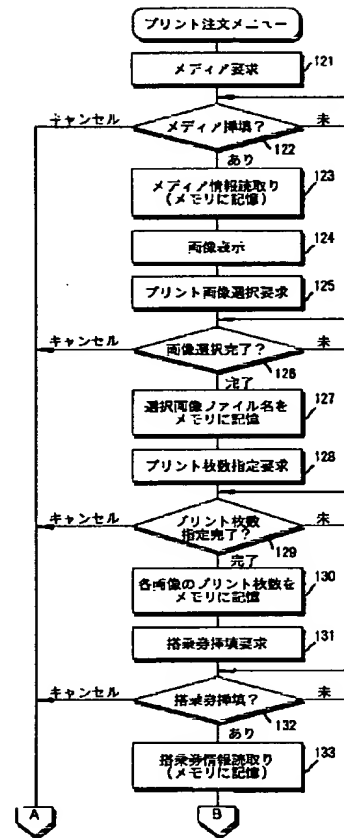 プリント注文メニュー
メディア要求
121
キャンセル
メディア挿填？
未
122
あり
メディア情報読取り
（メモリに記憶）
123
画像表示
124
プリント画像選択要求
125
キャンセル
画像選択完了？
未
126
完了
選択画像ファイル名を
メモリに記憶
127
プリント枚数指定要求
128
キャンセル
プリント枚数
指定完了？
未
129
完了
各画像のプリント枚数を
メモリに記憶
130
搭乗券挿填要求
131
キャンセル
搭乗券挿填？
未
132
あり
搭乗券情報読取り
（メモリに記憶）
133
A
B